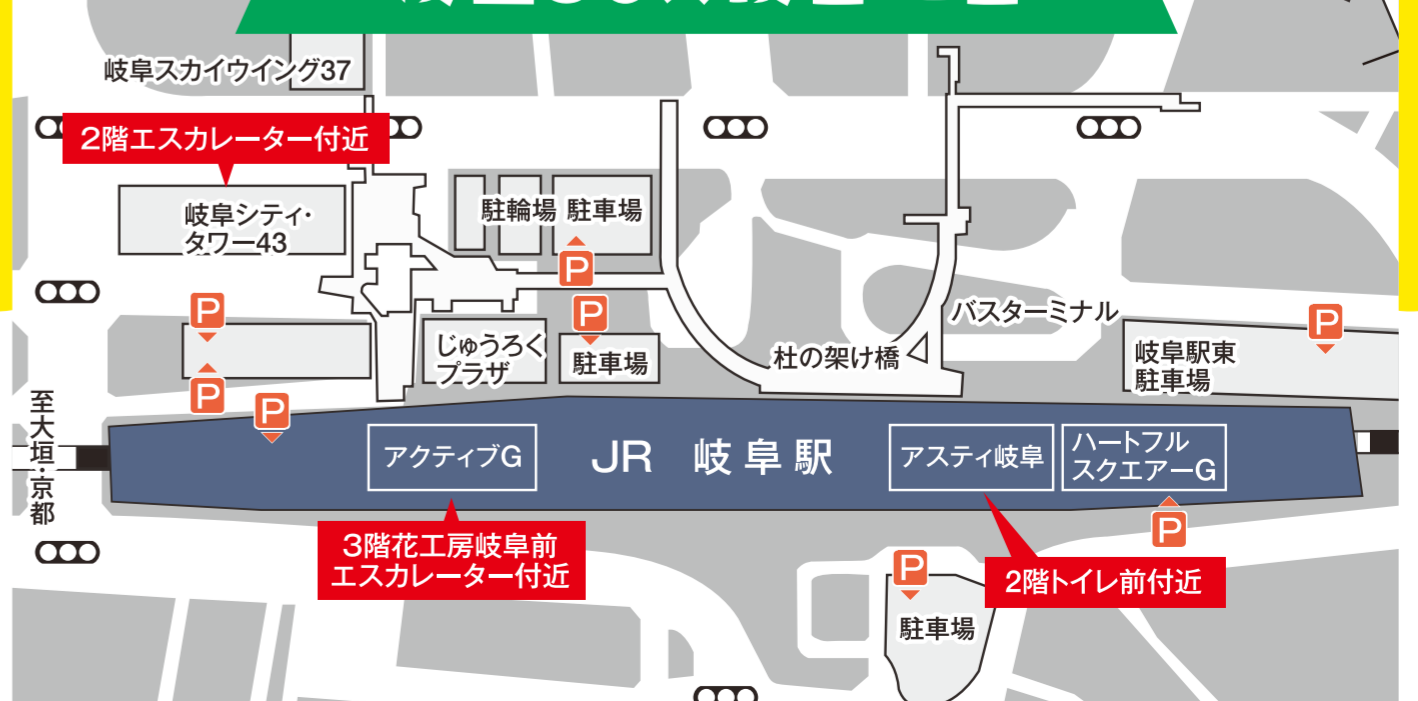 岐阜スカイウイング37
2階エスカレーター付近
岐阜シティ・
タワー43
駐輪場
駐車場
P
P
P
P
P
じゅうろく
プラザ
駐車場
杜の架け橋
バスターミナル
岐阜駅東
駐車場
P
至大垣・京都
P
アクティブG
JR 岐阜駅
アスティ岐阜
ハートフル
スクエアーG
3階花工房岐阜前
エスカレーター付近
P
2階トイレ前付近
P
駐車場